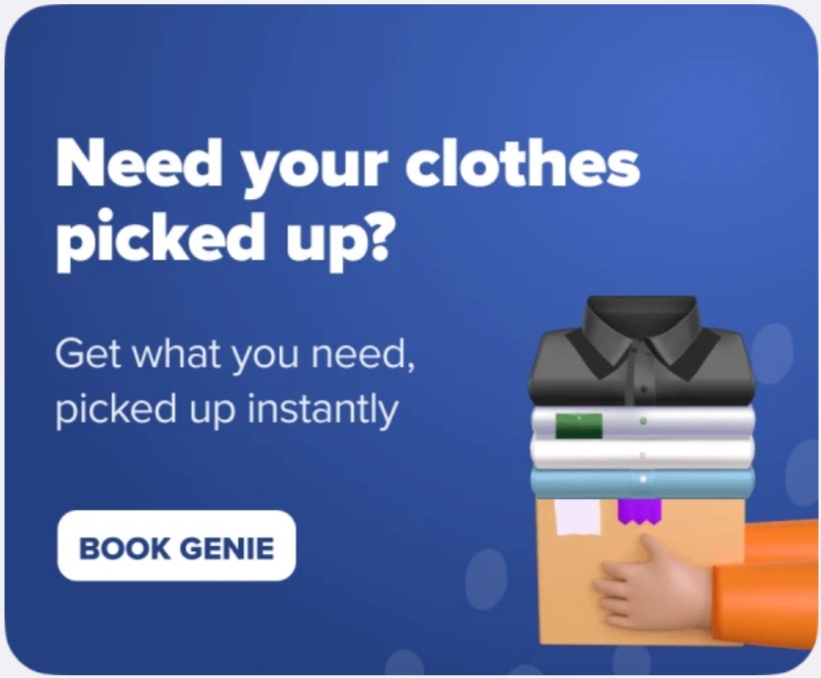 Need your clothes
picked up?
Get what you need,
picked up instantly
BOOK GENIE